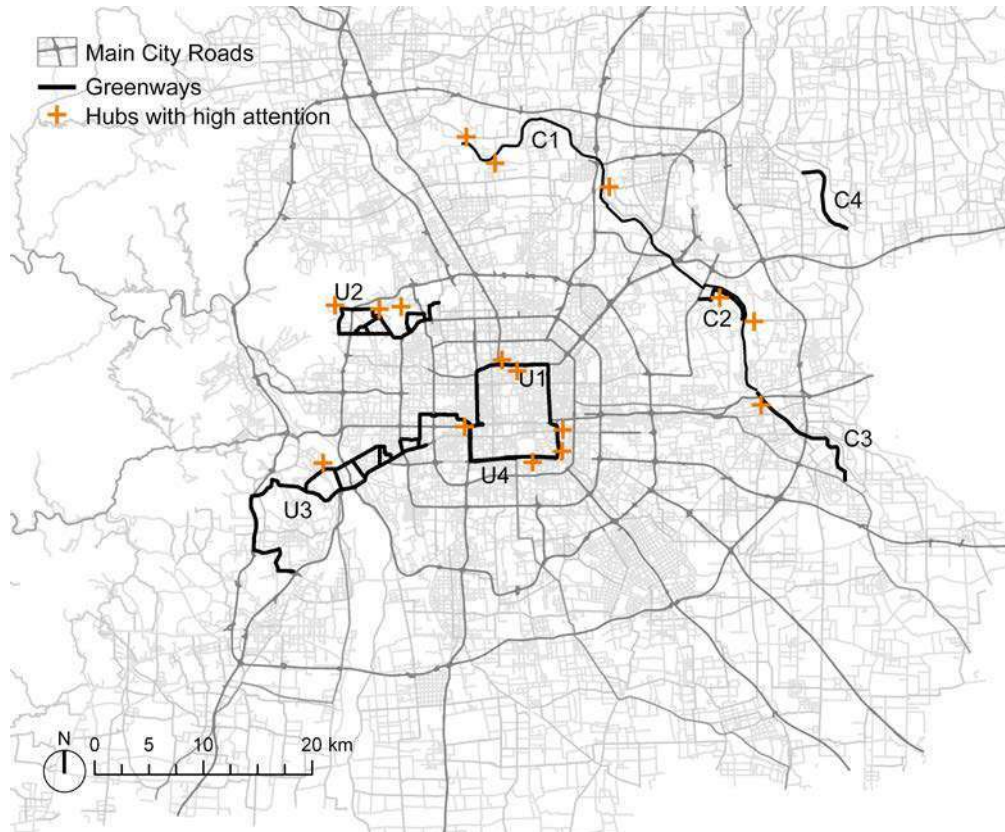 Main City Roads
Greenways
Hubs with high attention
C1
C4
U2
C2
U1
C3
U4
U3
N
0 5 10 20 km